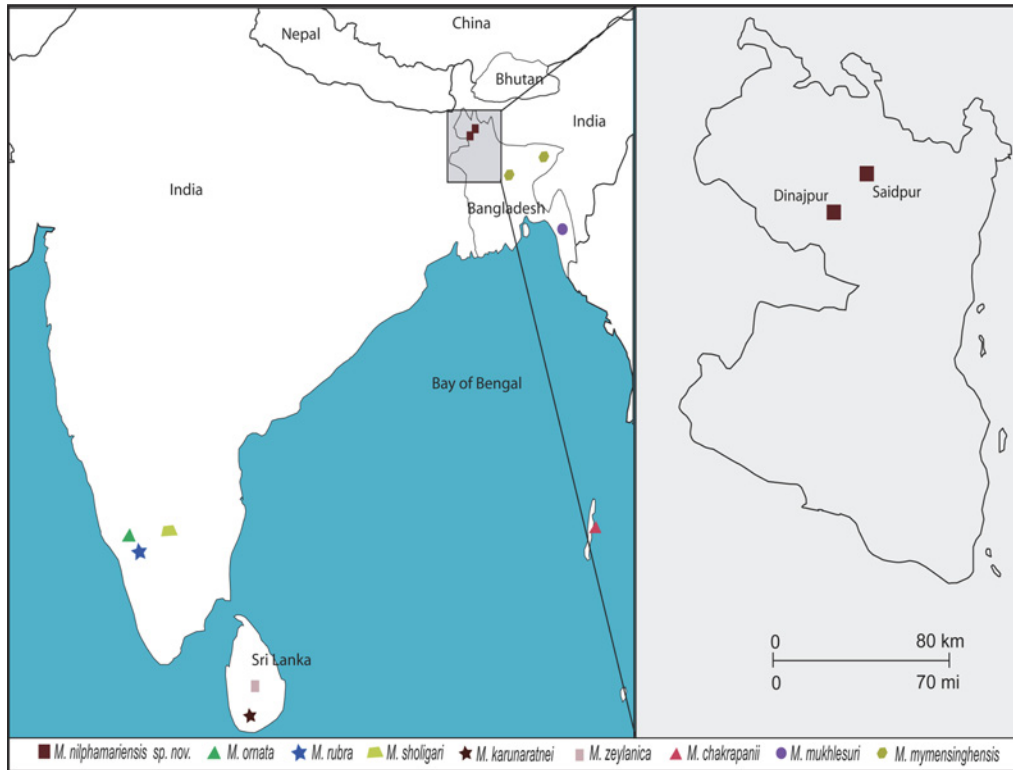 China
Nepal
Bhutan
India
India
Bangladesh
Dinajpur
Saidpur
Bay of Bengal
Sri Lanka
0 80 km
0 70 mi
M. nilphamariensis sp. nov. M. ornata M. rubra M. sholigari M. karunaratnei M. zeylanica M. chakrapanii M. mukhlesuri M. mymensinghensis